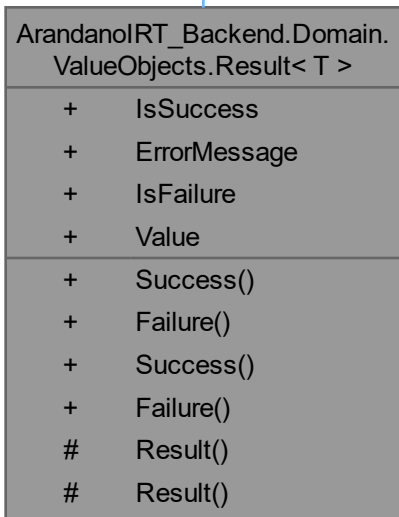 ArandanoIRT_Backend.Domain.
ValueObjects.Result< T >
+ IsSuccess
+ ErrorMessage
+ IsFailure
+ Value
+ Success()
+ Failure()
+ Success()
+ Failure()
# Result()
# Result()